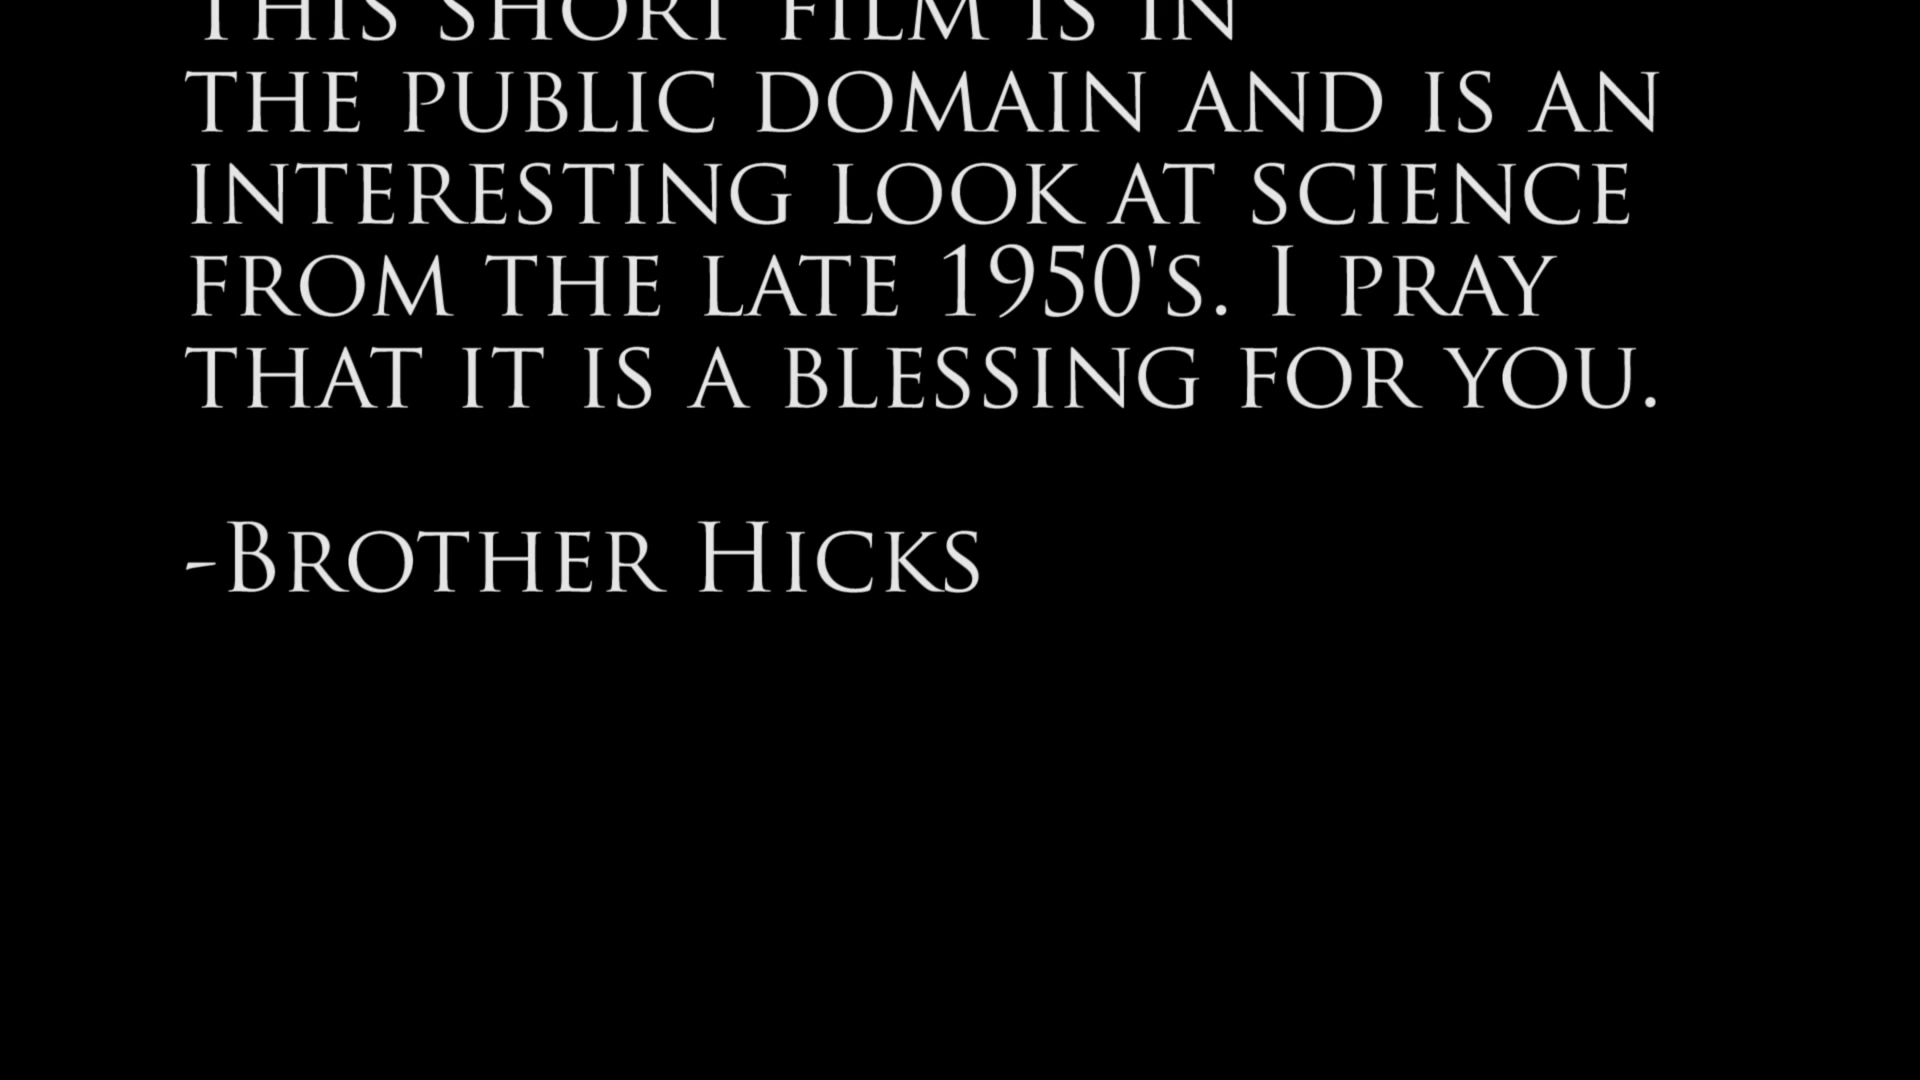 This short film is in
the public domain and is an
interesting look at science
from the late 1950's. I pray
that it is a blessing for you.
-Brother Hicks